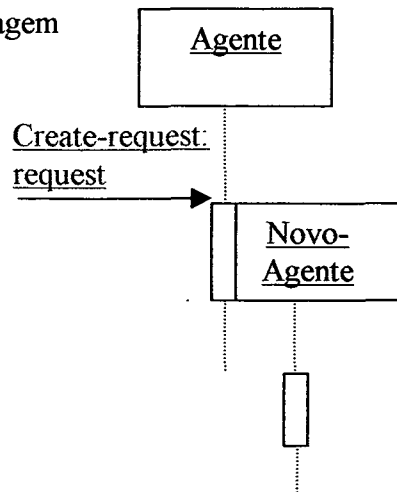 agem
Agente
Create-request:
request
Novo-
Agente